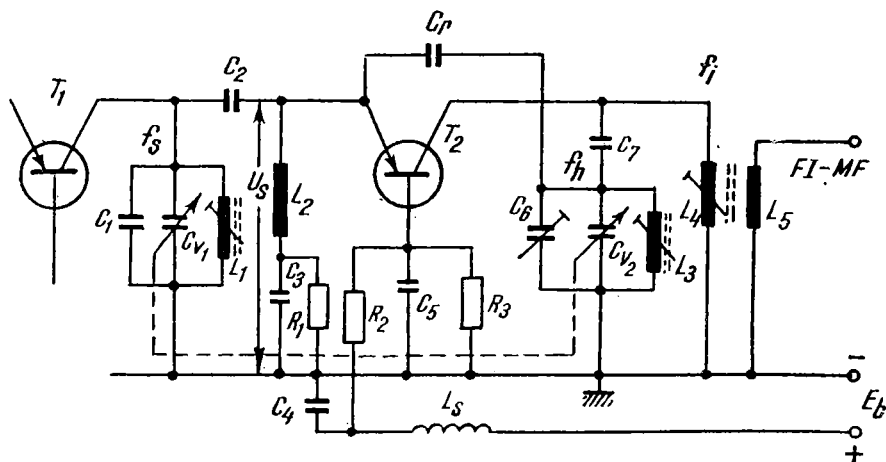 Cr
C2
fi
T1
T2
fs
Us
C7
FI-MF
fh
C1
CV1
L1
L2
C6
CV2
L3
L4
L5
C3
R1
R2
C5
R3
-
C4
Ls
Eb
+